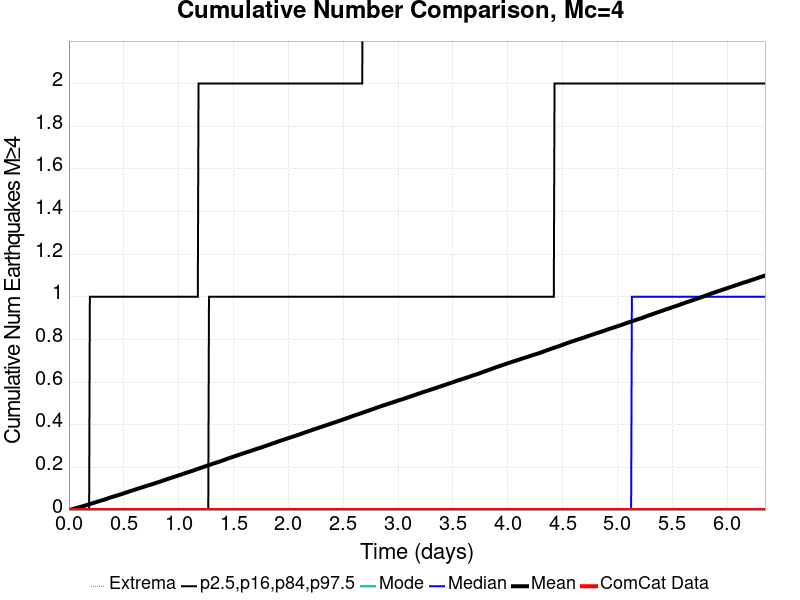 Cumulative Number Comparison, Mc=4
Cumulative Num Earthquakes M≥4
2
1.8
1.6
1.4
1.2
1
0.8
0.6
0.4
0.2
0
0.0 0.5 1.0 1.5 2.0 2.5 3.0 3.5 4.0 4.5 5.0 5.5 6.0
Time (days)
Extrema p2.5,p16,p84,p97.5 Mode Median Mean ComCat Data